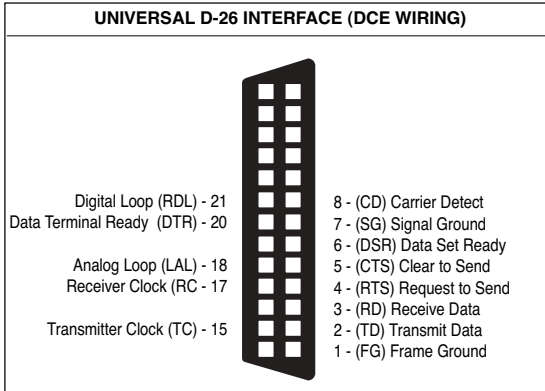 UNIVERSAL D-26 INTERFACE (DCE WIRING)
Digital Loop (RDL) - 21
Data Terminal Ready (DTR) - 20
Analog Loop (LAL) - 18
Receiver Clock (RC - 17
Transmitter Clock (TC) - 15
8 - (CD) Carrier Detect
7 - (SG) Signal Ground
6 - (DSR) Data Set Ready
5 - (CTS) Clear to Send
4 - (RTS) Request to Send
3 - (RD) Receive Data
2 - (TD) Transmit Data
1 - (FG) Frame Ground